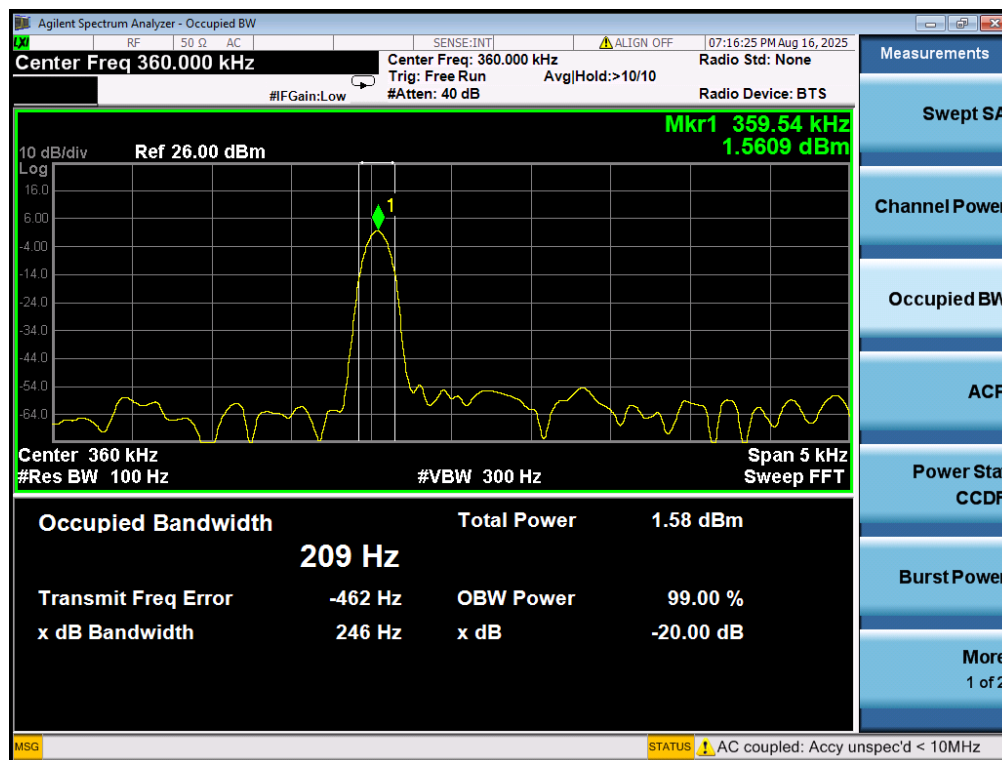 Agilent Spectrum Analyzer - Occupied BW
LXI RF 50 Ω AC SENSE:INT ALIGN OFF 07:16:25 PM Aug 16, 2025
Center Freq 360.000 kHz
Center Freq: 360.000 kHz Radio Std: None
Trig: Free Run Avg|Hold:>10/10
#IFGain:Low #Atten: 40 dB Radio Device: BTS
Mkr1 359.54 kHz
1.5609 dBm
10 dB/div Ref 26.00 dBm
Log
16.0
6.00
-4.00
-14.0
-24.0
-34.0
-44.0
-54.0
-64.0
1
Center 360 kHz Span 5 kHz
#Res BW 100 Hz #VBW 300 Hz Sweep FFT
Occupied Bandwidth Total Power 1.58 dBm
209 Hz
Transmit Freq Error -462 Hz OBW Power 99.00 %
x dB Bandwidth 246 Hz x dB -20.00 dB
Measurements
Swept SA
Channel Power
Occupied BW
ACP
Power Sta
CCDF
Burst Power
More
1 of 2
MSG STATUS AC coupled: Accy unspec'd < 10MHz